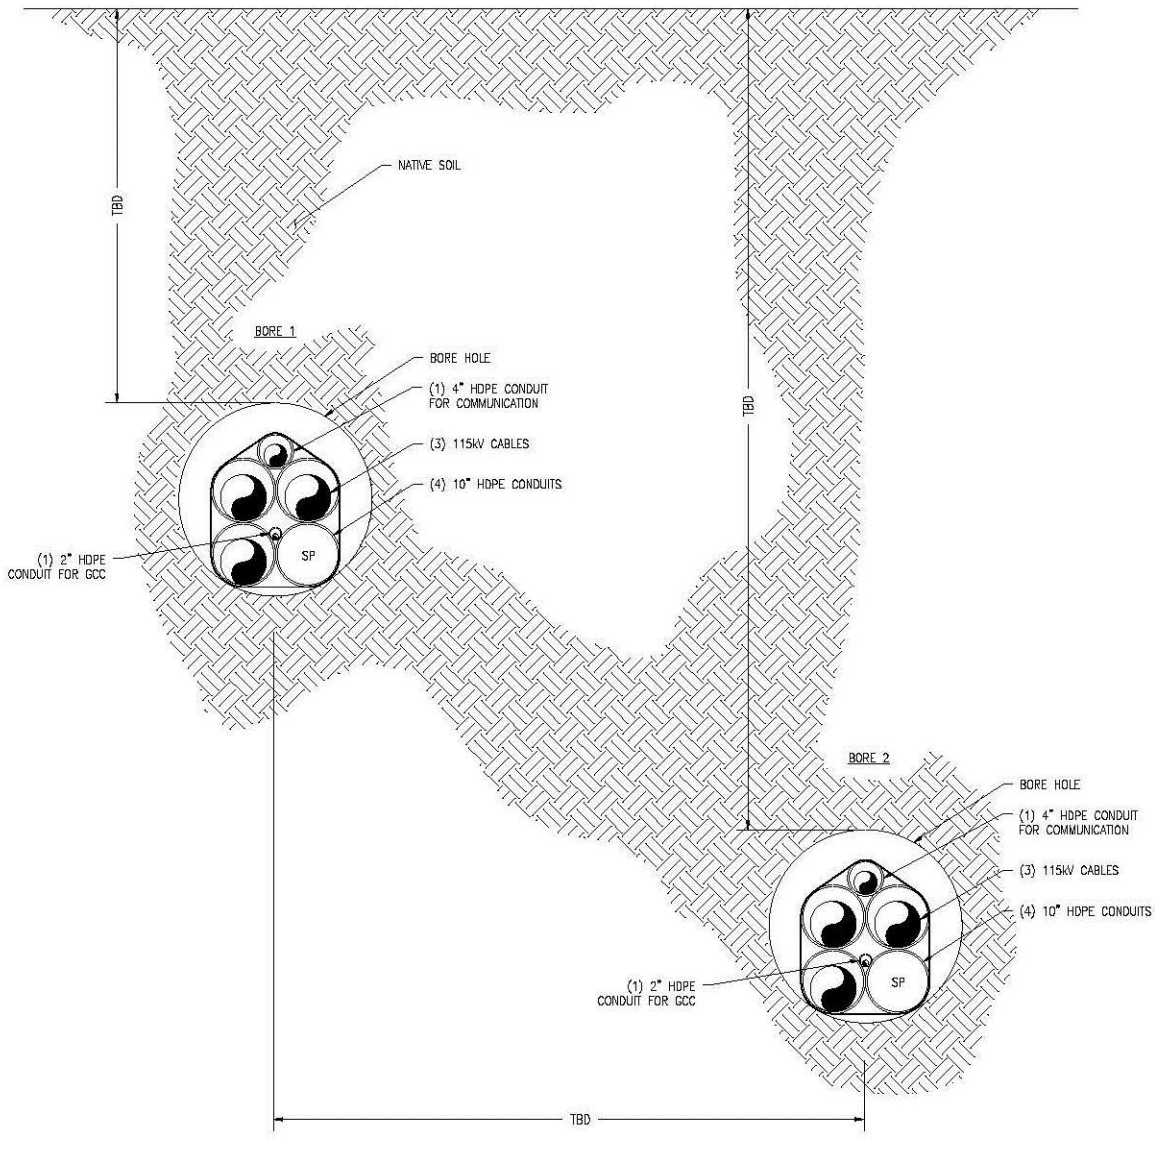 NATIVE SOIL
TBD
BORE 1
BORE HOLE
(1) 4" HDPE CONDUIT
FOR COMMUNICATION
(3) 115kV CABLES
(4) 10" HDPE CONDUITS
(1) 2" HDPE
CONDUIT FOR GCC
SP
TBD
BORE 2
BORE HOLE
(1) 4" HDPE CONDUIT
FOR COMMUNICATION
(3) 115kV CABLES
(4) 10" HDPE CONDUITS
(1) 2" HDPE
CONDUIT FOR GCC
SP
TBD